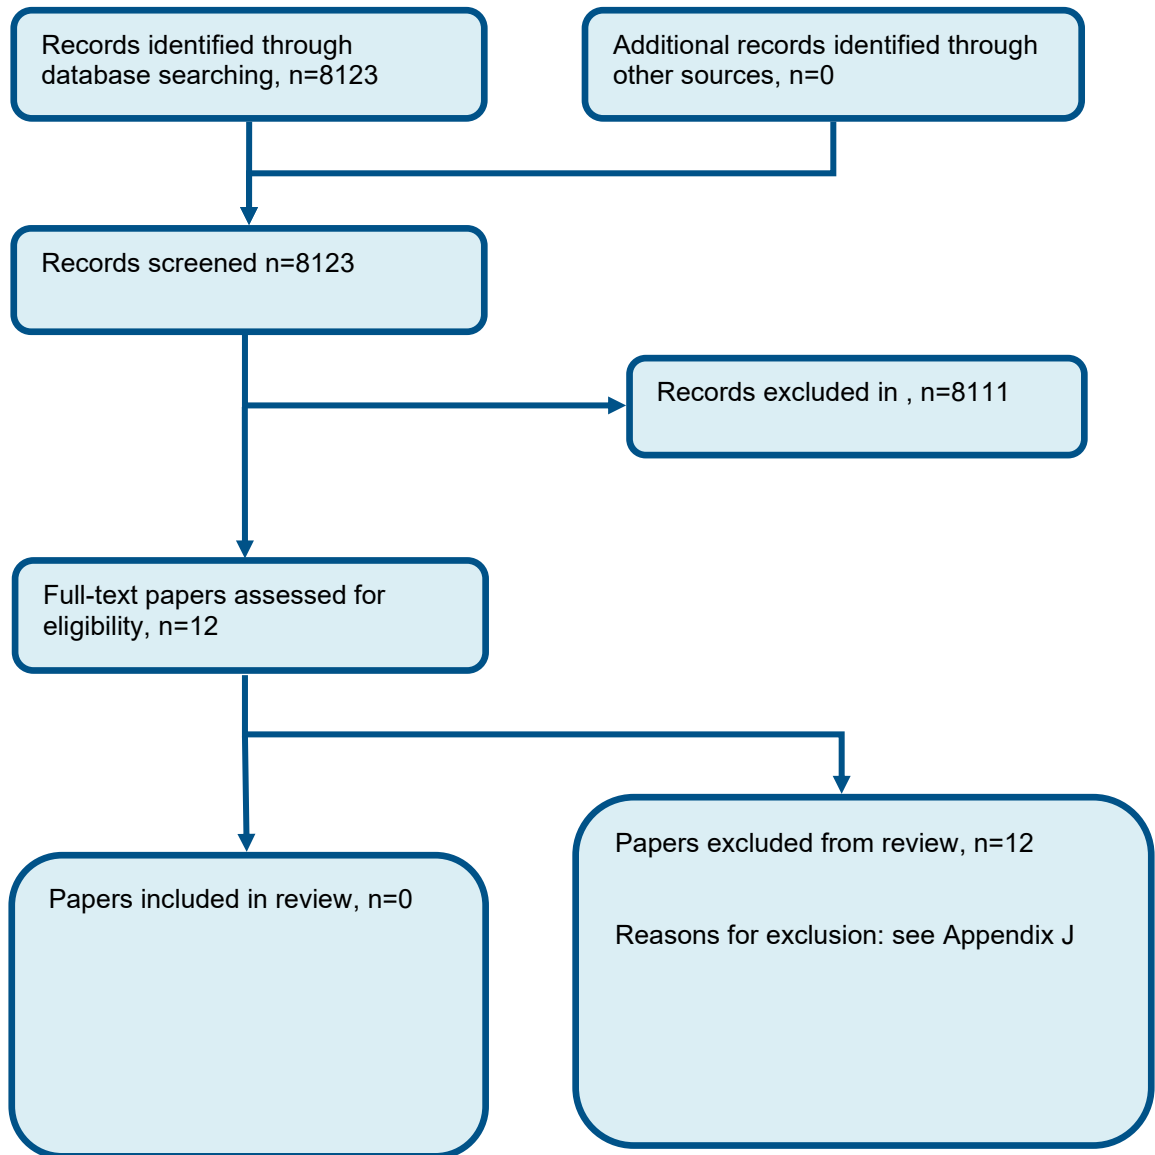 Records identified through
database searching, n=8123
Additional records identified through
other sources, n=0
Records screened n=8123
Records excluded in , n=8111
Full-text papers assessed for
eligibility, n=12
Papers included in review, n=0
Papers excluded from review, n=12
Reasons for exclusion: see Appendix J